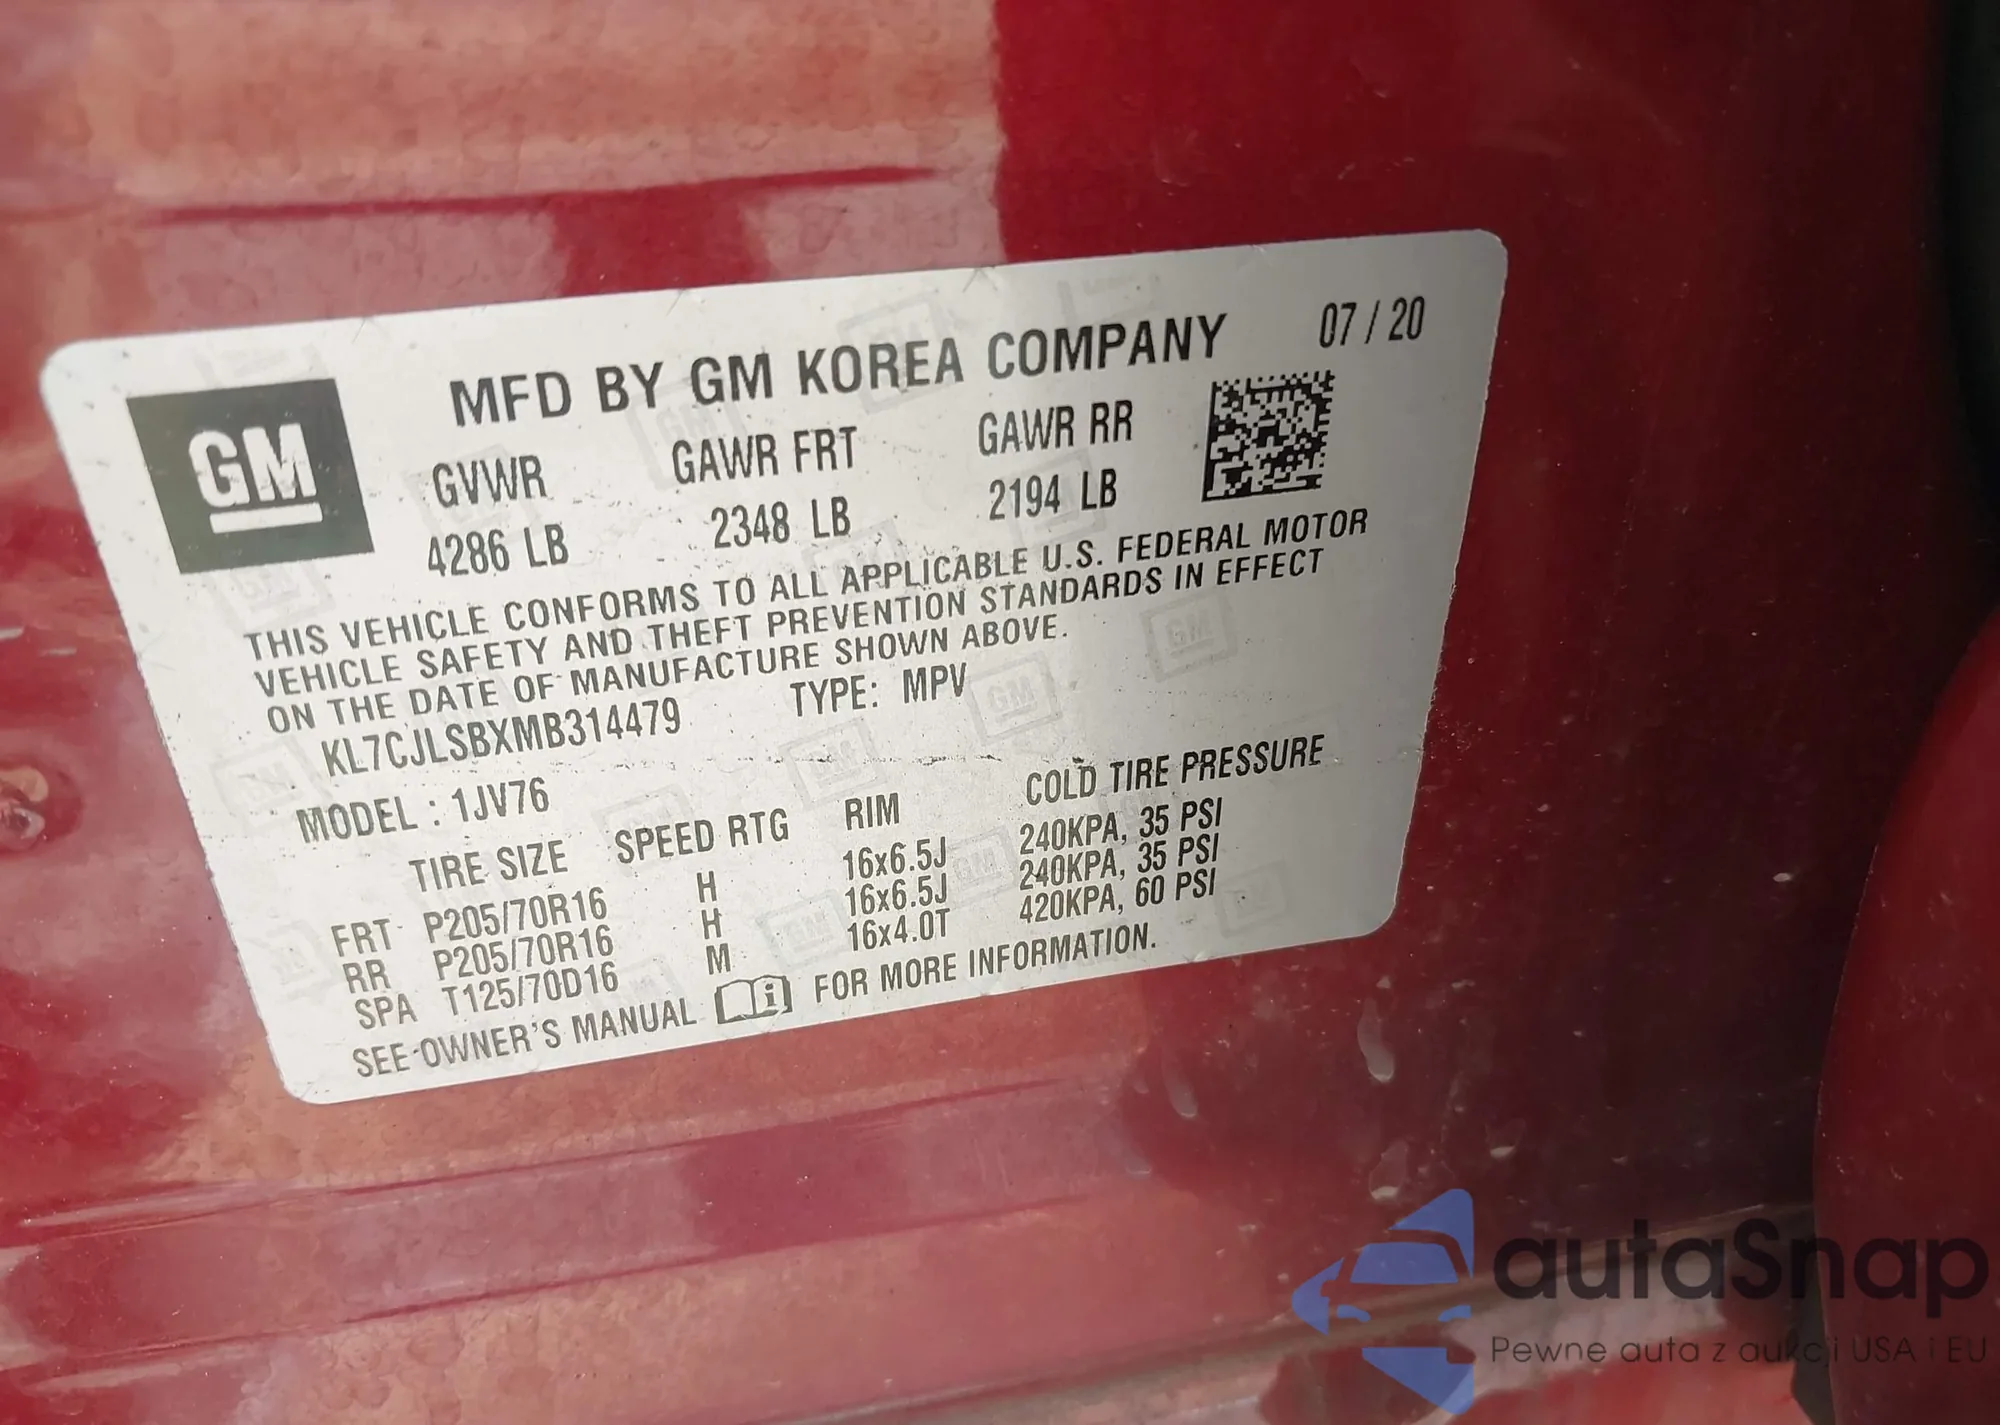 MFD BY GM KOREA COMPANY 07 / 20
GM
GVWR GAWR FRT GAWR RR
4286 LB 2348 LB 2194 LB
THIS VEHICLE CONFORMS TO ALL APPLICABLE U.S. FEDERAL MOTOR
VEHICLE SAFETY AND THEFT PREVENTION STANDARDS IN EFFECT
ON THE DATE OF MANUFACTURE SHOWN ABOVE.
KL7CJLSBXMB314479 TYPE: MPV
MODEL : 1JV76
TIRE SIZE SPEED RTG RIM COLD TIRE PRESSURE
FRT P205/70R16 H 16x6.5J 240KPA, 35 PSI
RR P205/70R16 H 16x6.5J 240KPA, 35 PSI
SPA T125/70D16 M 16x4.0T 420KPA, 60 PSI
SEE OWNER'S MANUAL i FOR MORE INFORMATION.
autaSnap
Pewne auta z aukcji USA i EU